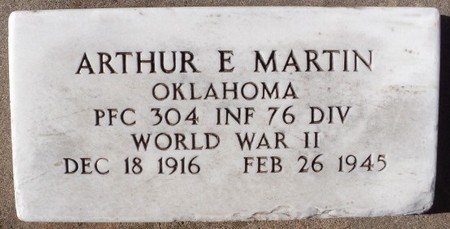 ARTHUR E MARTIN
OKLAHOMA
PFC 304 INF 76 DIV
WORLD WAR II
DEC 18 1916 FEB 26 1945